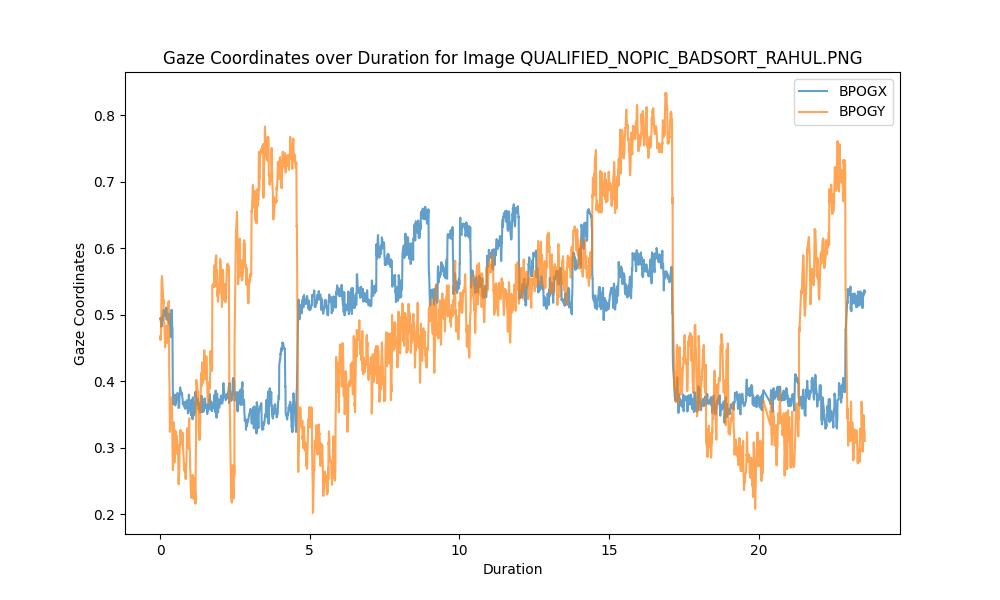 Gaze Coordinates over Duration for Image QUALIFIED_NOPIC_BADSORT_RAHUL.PNG
BPOGX
BPOGY
0.8
0.7
0.6
0.5
0.4
0.3
0.2
Gaze Coordinates
0 5 10 15 20
Duration